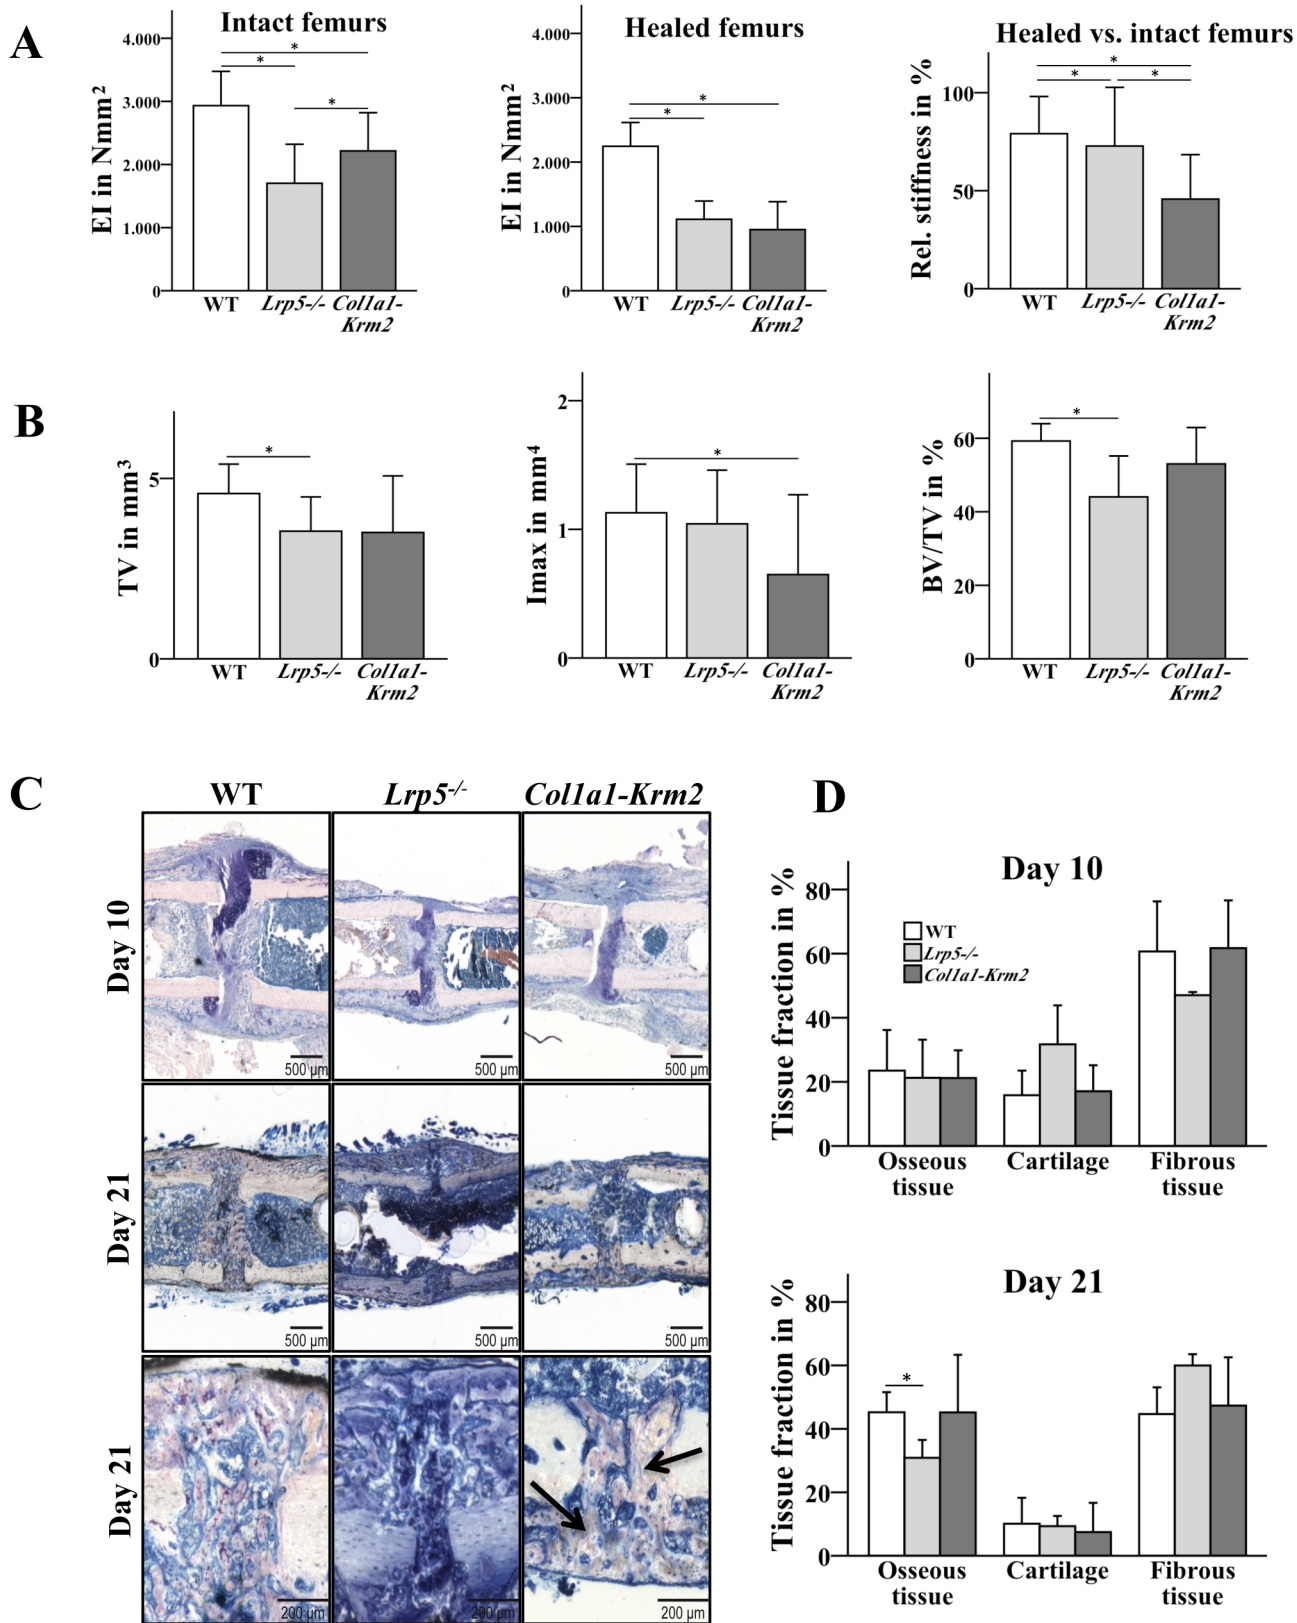 A
Intact femurs
4.000
3.000
2.000
1.000
0
EI in Nmm2
*
*
*
WT
Lrp5-/-
Col1a1-
Krm2
Healed femurs
4.000
3.000
2.000
1.000
0
EI in Nmm2
*
*
WT
Lrp5-/-
Col1a1-
Krm2
Healed vs. intact femurs
100
50
0
Rel. stiffness in %
*
*
*
WT
Lrp5-/-
Col1a1-
Krm2
B
5
0
TV in mm3
*
WT
Lrp5-/-
Col1a1-
Krm2
2
1
0
Imax in mm4
*
WT
Lrp5-/-
Col1a1-
Krm2
60
40
20
0
BV/TV in %
*
WT
Lrp5-/-
Col1a1-
Krm2
C
WT
Lrp5-/-
Col1a1-Krm2
Day 10
500 µm
500 µm
500 µm
Day 21
500 µm
500 µm
500 µm
Day 21
200 µm
200 µm
200 µm
D
Day 10
80
60
40
20
0
Tissue fraction in %
WT
Lrp5-/-
Col1a1-Krm2
Osseous
tissue
Cartilage
Fibrous
tissue
Day 21
80
60
40
20
0
Tissue fraction in %
*
Osseous
tissue
Cartilage
Fibrous
tissue